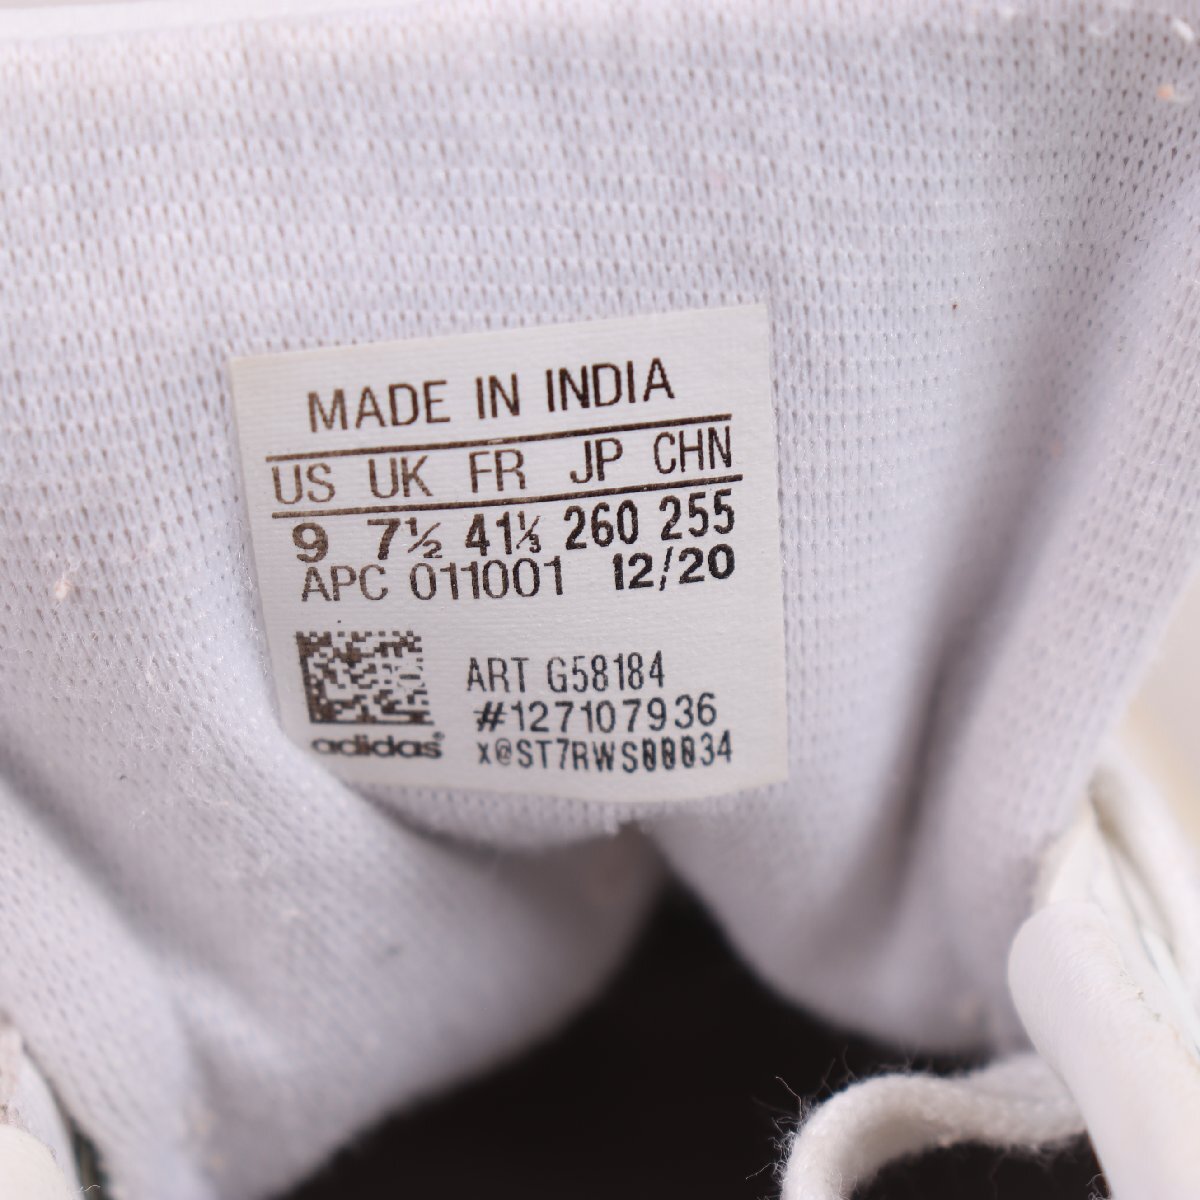 MADE IN INDIA
US UK FR JP CHN
9 7½ 41⅓ 260 255
APC 011001 12/20
ART G58184
#127107936
adidas® x@ST7RWS00034